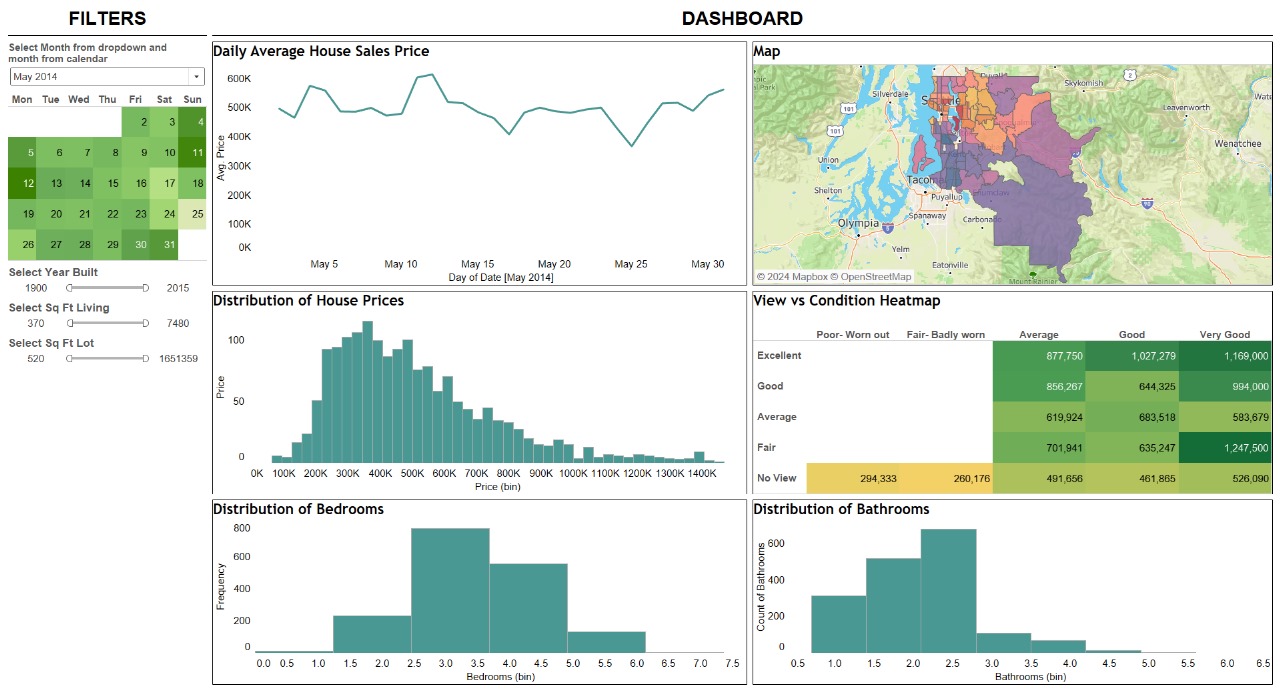 FILTERS
DASHBOARD
Select Month from dropdown and
month from calendar
May 2014
Mon Tue Wed Thu Fri Sat Sun
2 3 4
5 6 7 8 9 10 11
12 13 14 15 16 17 18
19 20 21 22 23 24 25
26 27 28 29 30 31
Select Year Built
1900 2015
Select Sq Ft Living
370 7480
Select Sq Ft Lot
520 1651359
Daily Average House Sales Price
600K
500K
400K
300K
200K
100K
0K
Avg. Price
May 5 May 10 May 15 May 20 May 25 May 30
Day of Date [May 2014]
Map
Skykomish
2
Silverdale
101
Leavenworth
101
Wenatchee
Union
Shelton
Puyallup
Spanaway
Carbonado
Olympia
Yelm
Eatonville
© 2024 Mapbox © OpenStreetMap
Distribution of House Prices
100
50
0
Price
0K 100K 200K 300K 400K 500K 600K 700K 800K 900K 1000K 1100K 1200K 1300K 1400K
Price (bin)
View vs Condition Heatmap
Poor- Worn out Fair- Badly worn Average Good Very Good
Excellent 877,750 1,027,279 1,169,000
Good 856,267 644,325 994,000
Average 619,924 683,518 583,679
Fair 701,941 635,247 1,247,500
No View 294,333 260,176 491,656 461,865 526,090
Distribution of Bedrooms
800
600
400
200
0
Frequency
0.0 0.5 1.0 1.5 2.0 2.5 3.0 3.5 4.0 4.5 5.0 5.5 6.0 6.5 7.0 7.5
Bedrooms (bin)
Distribution of Bathrooms
600
400
200
0
Count of Bathrooms
0.5 1.0 1.5 2.0 2.5 3.0 3.5 4.0 4.5 5.0 5.5 6.0 6.5
Bathrooms (bin)